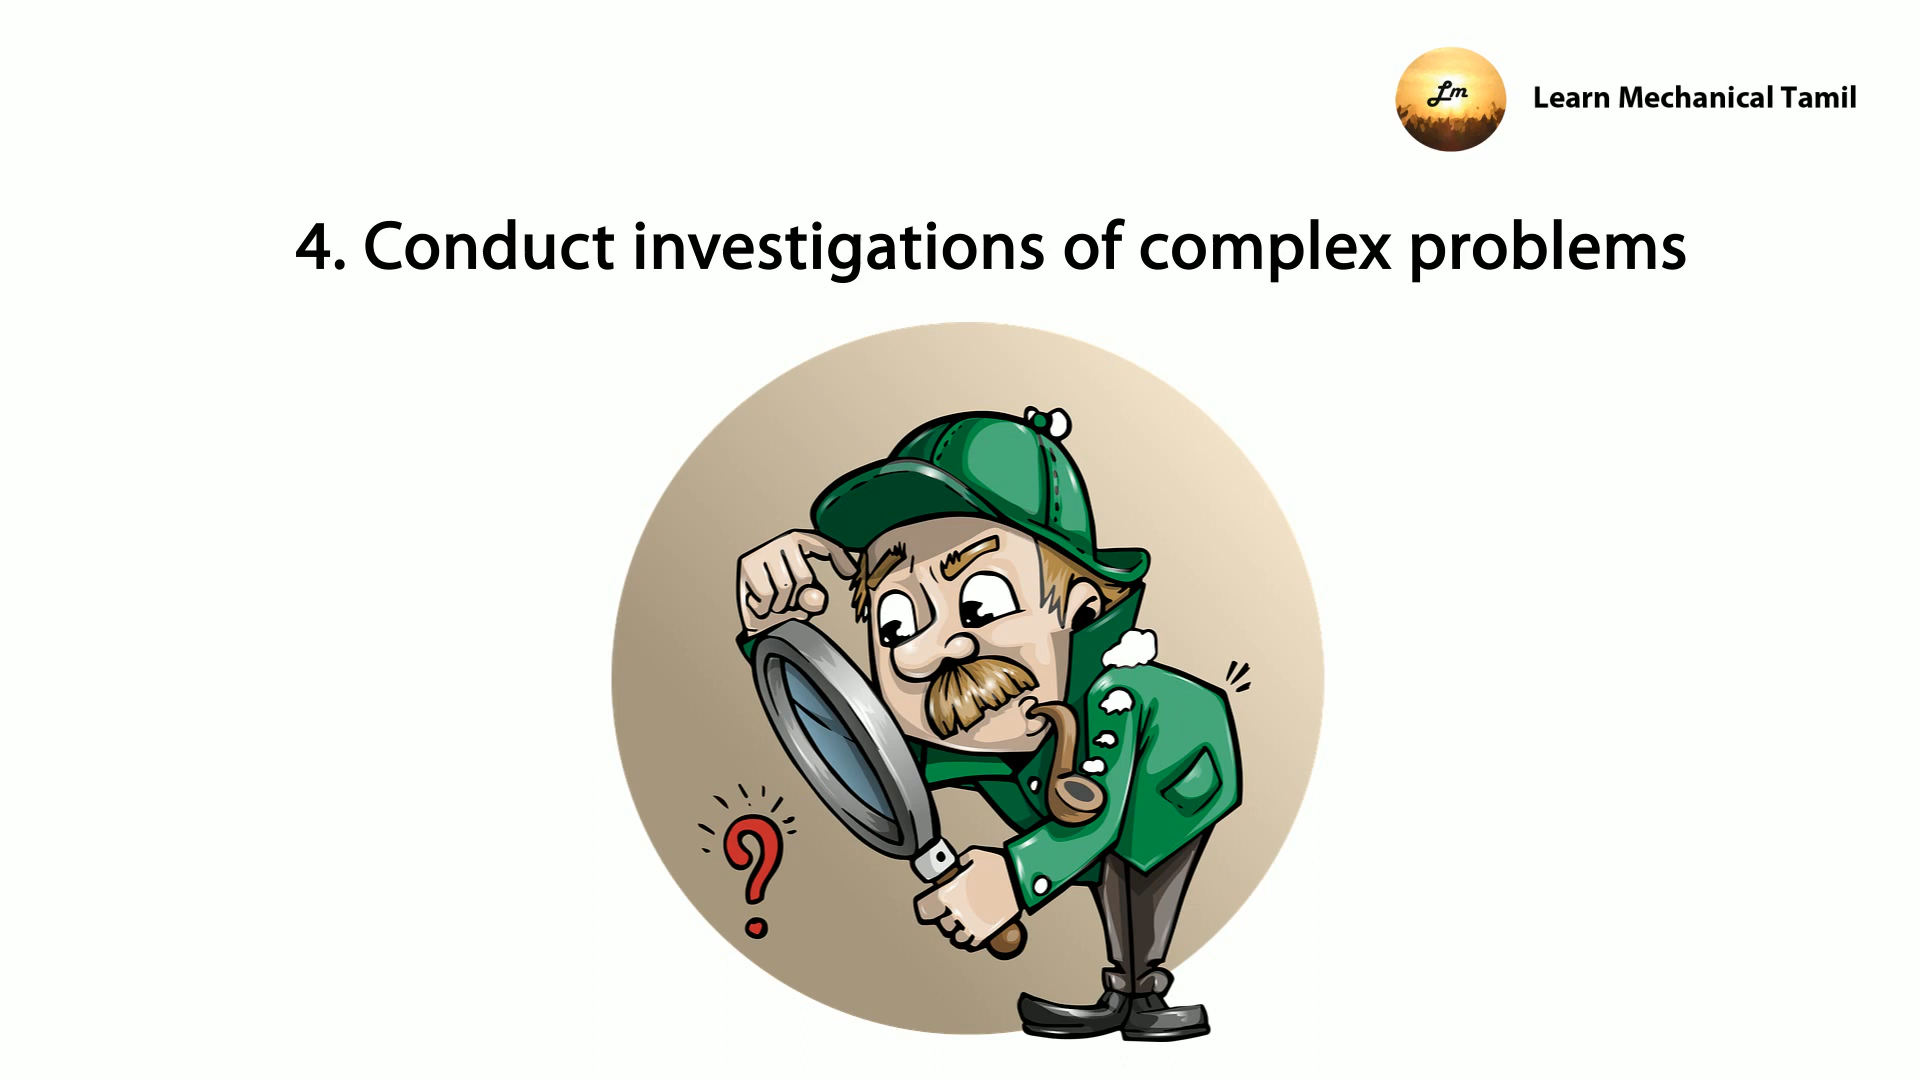 Lm
Learn Mechanical Tamil
4. Conduct investigations of complex problems
?